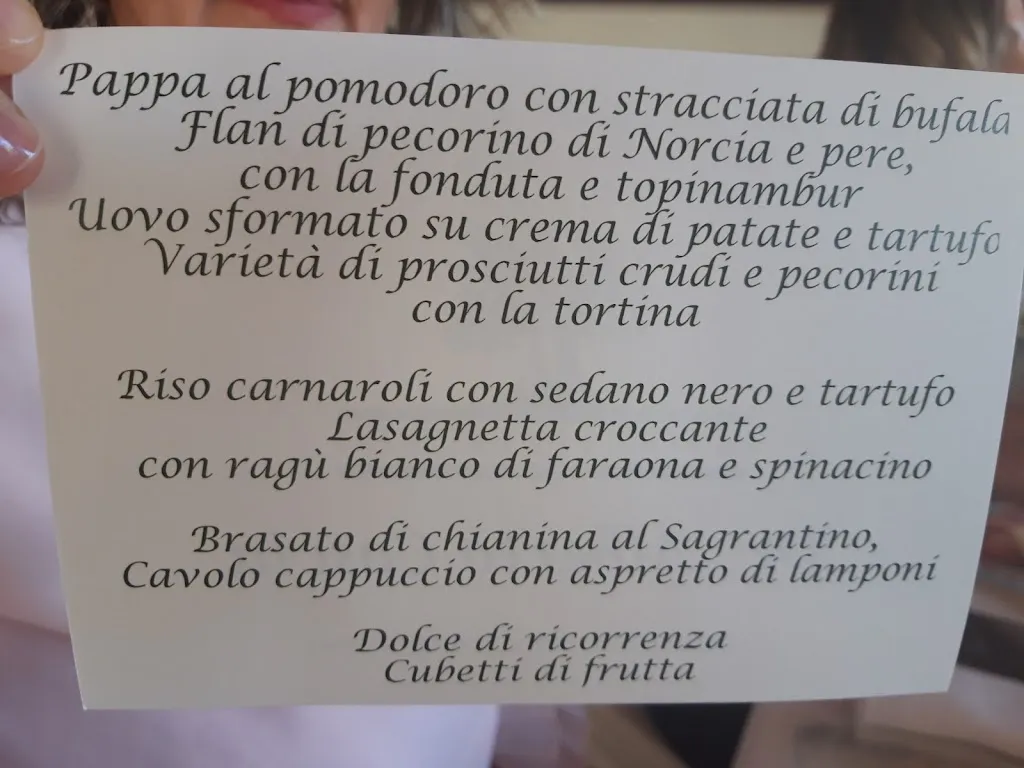 Pappa al pomodoro con stracciata di bufala
Flan di pecorino di Norcia e pere,
con la fonduta e topinambur
Uovo sformato su crema di patate e tartufo
Varietà di prosciutti crudi e pecorini
con la tortina
Riso carnaroli con sedano nero e tartufo
Lasagnetta croccante
con ragù bianco di faraona e spinacino
Brasato di chianina al Sagrantino,
Cavolo cappuccio con aspretto di lamponi
Dolce di ricorrenza
Cubetti di frutta